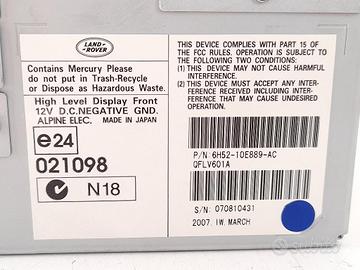 LAND ROVER
Contains Mercury Please
do not put in Trash-Recycle
or Dispose as Hazardous Waste.
High Level Display Front
12V D.C.NEGATIVE GND.
ALPINE ELEC. MADE IN JAPAN
e24
021098
N18
THIS DEVICE COMPLIES WITH PART 15 OF
THE FCC RULES. OPERATION IS SUBJECT TO
THE FOLLOWING TWO CONDITIONS:
(1) THIS DEVICE MAY NOT CAUSE HARMFUL
INTERFERENCE, AND
(2) THIS DEVICE MUST ACCEPT ANY INTER-
FERENCE RECEIVED INCLUDING INTER-
FERENCE THAT MAY CAUSE UNDESIRED
OPERATION.
P/N 6H52-10E889-AC
QFLV601A
S/N: 070810431
2007. IW. MARCH
subito